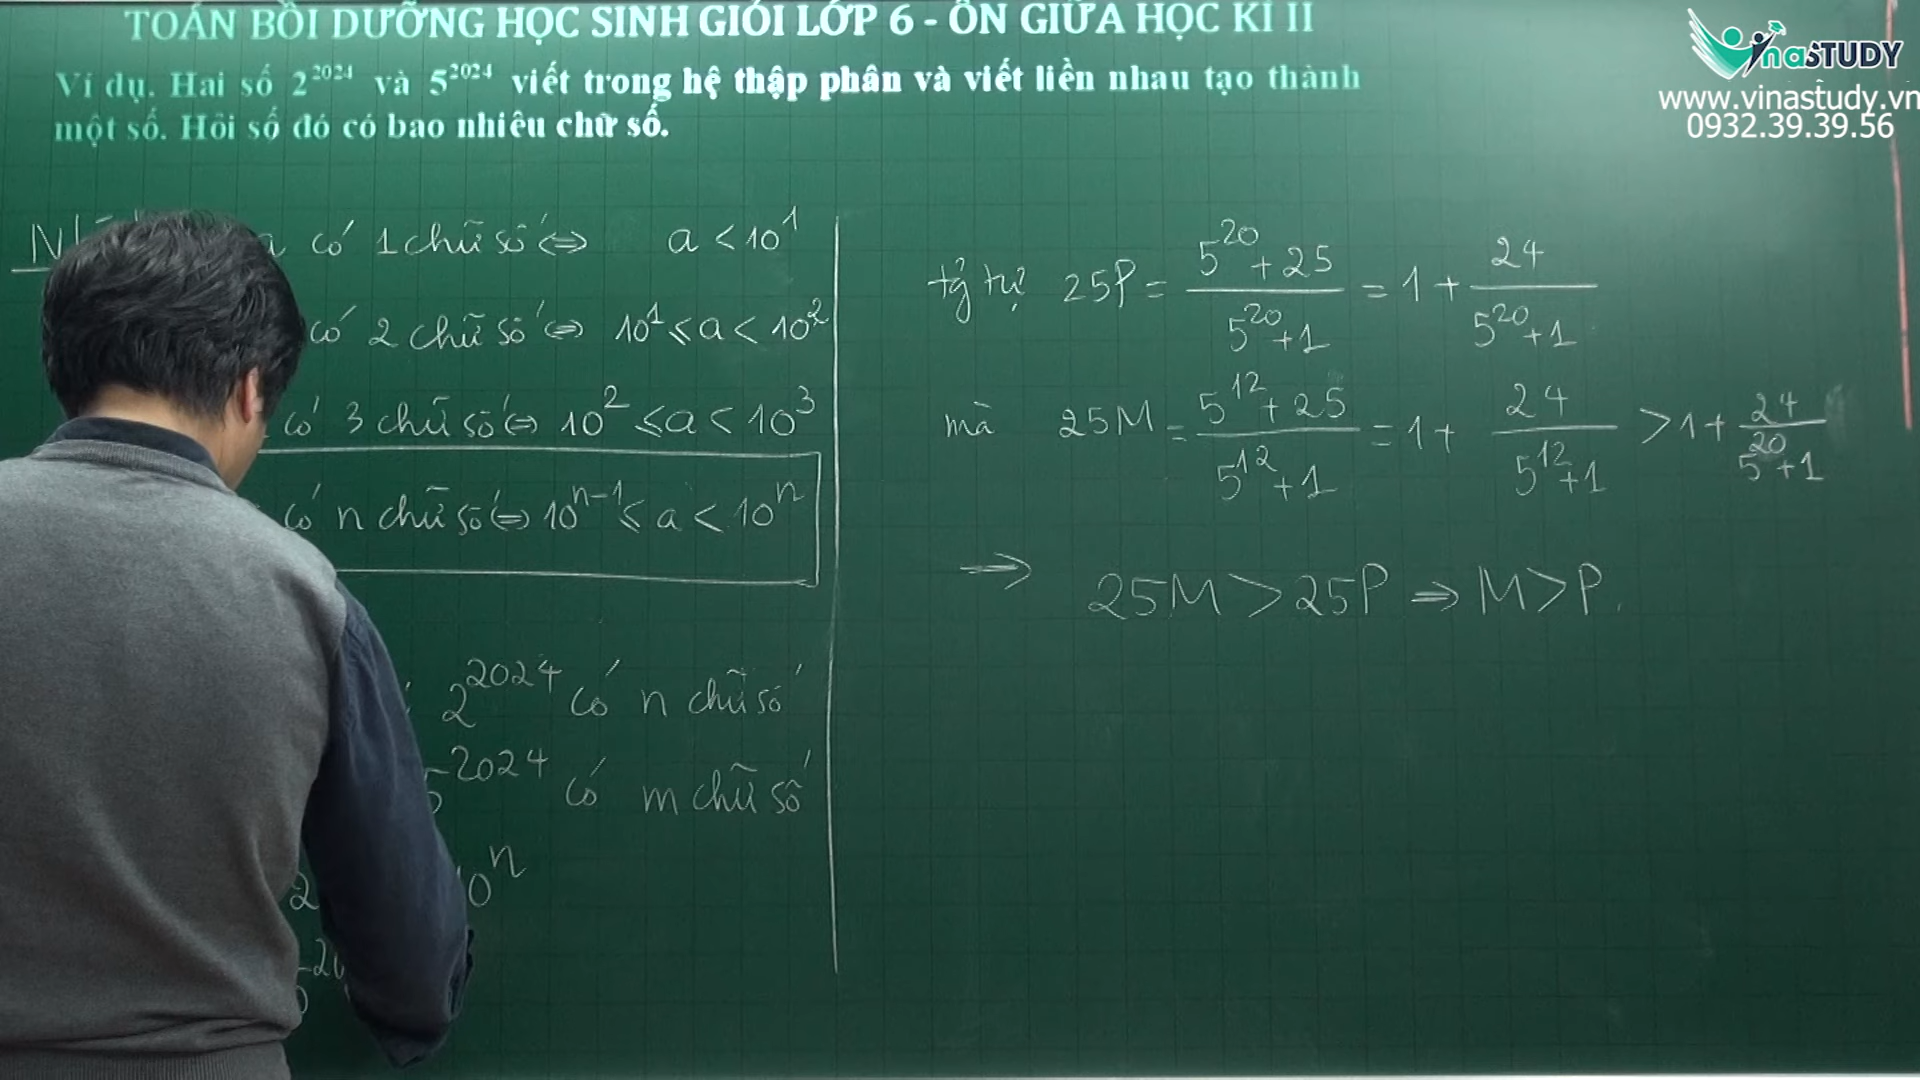 TOÁN BỒI DƯỠNG HỌC SINH GIỎI LỚP 6 - ÔN GIỮA HỌC KÌ II
Ví dụ. Hai số 2^2024 và 5^2024 viết trong hệ thập phân và viết liền nhau tạo thành
một số. Hỏi số đó có bao nhiêu chữ số.
VinaSTUDY
www.vinastudy.vn
0932.39.39.56
a có 1 chữ số ⇔ a < 10^1
có 2 chữ số ⇔ 10^1 ≤ a < 10^2
có 3 chữ số ⇔ 10^2 ≤ a < 10^3
có n chữ số ⇔ 10^(n-1) ≤ a < 10^n
2^2024 có n chữ số
5^2024 có m chữ số
10^n
tg tự 25P = (5^20 + 25)/(5^20 + 1) = 1 + 24/(5^20 + 1)
mà 25M = (5^12 + 25)/(5^12 + 1) = 1 + 24/(5^12 + 1) > 1 + 24/(5^20 + 1)
⇒ 25M > 25P ⇒ M > P.